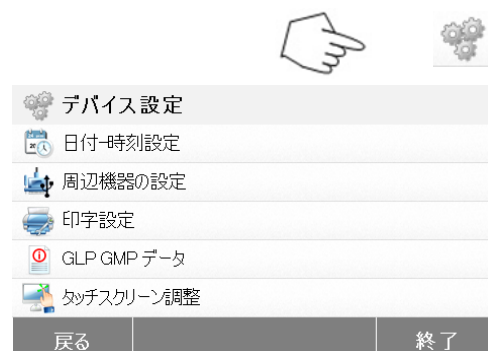 デバイス設定
日付-時刻設定
周辺機器の設定
印字設定
GLP GMP データ
タッチスクリーン調整
戻る 終了